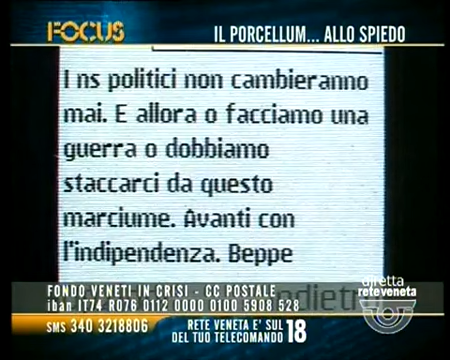 FOCUS
IL PORCELLUM... ALLO SPIEDO
I ns politici non cambieranno
mai. E allora o facciamo una
guerra o dobbiamo
staccarci da questo
marciume. Avanti con
l'indipendenza. Beppe
indietr
diretta
reteveneta
FONDO VENETI IN CRISI - CC POSTALE
iban IT74 R076 0112 0000 0100 5908 528
SMS 340 3218806
RETE VENETA E' SUL
DEL TUO TELECOMANDO 18